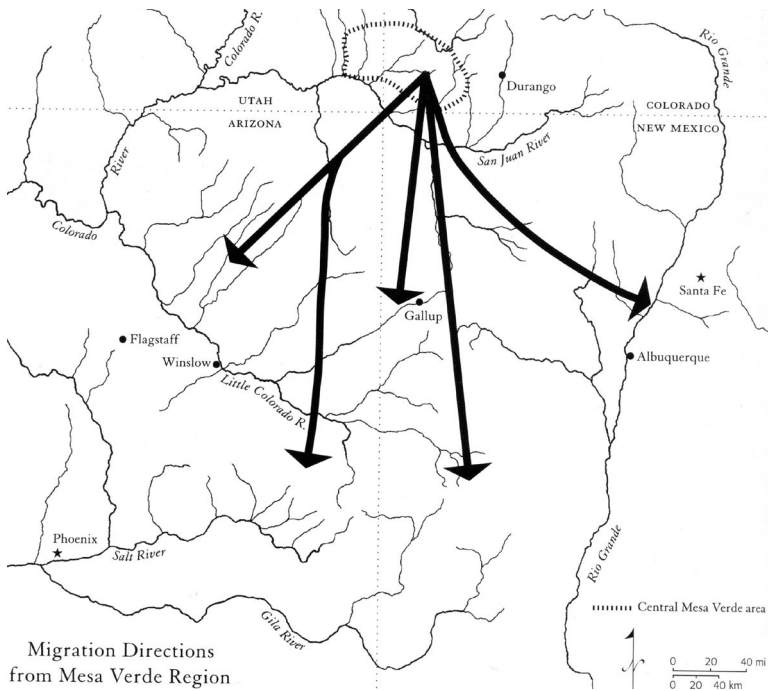 Colorado R.
Rio Grande
Durango
UTAH
ARIZONA
COLORADO
NEW MEXICO
River
San Juan River
Colorado
Santa Fe
Gallup
Flagstaff
Winslow
Albuquerque
Little Colorado R.
Phoenix
Salt River
Rio Grande
Gila River
Central Mesa Verde area
Migration Directions
from Mesa Verde Region
N
0 20 40 mi
0 20 40 km